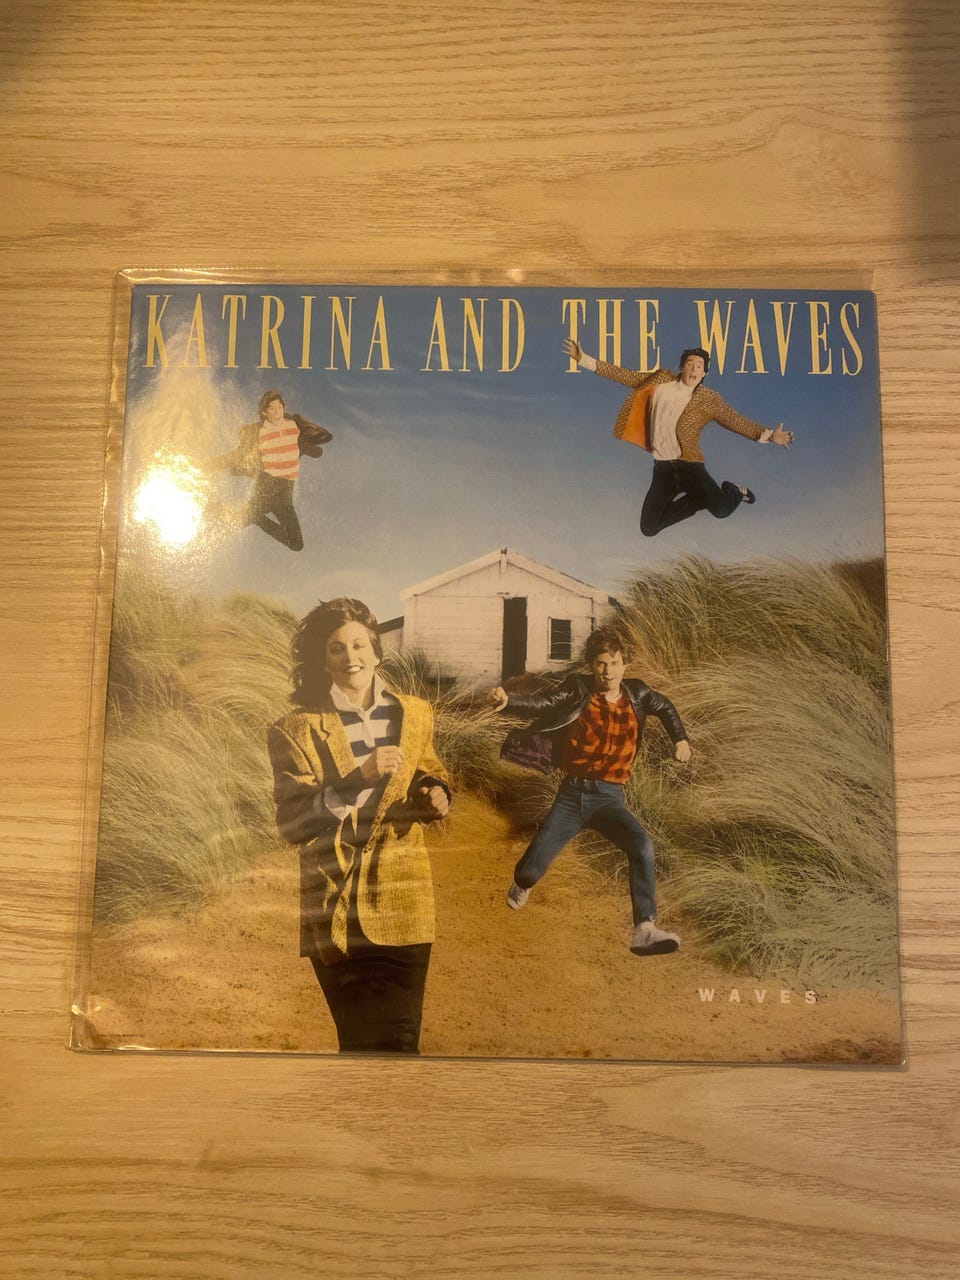 KATRINA AND THE WAVES
WAVES